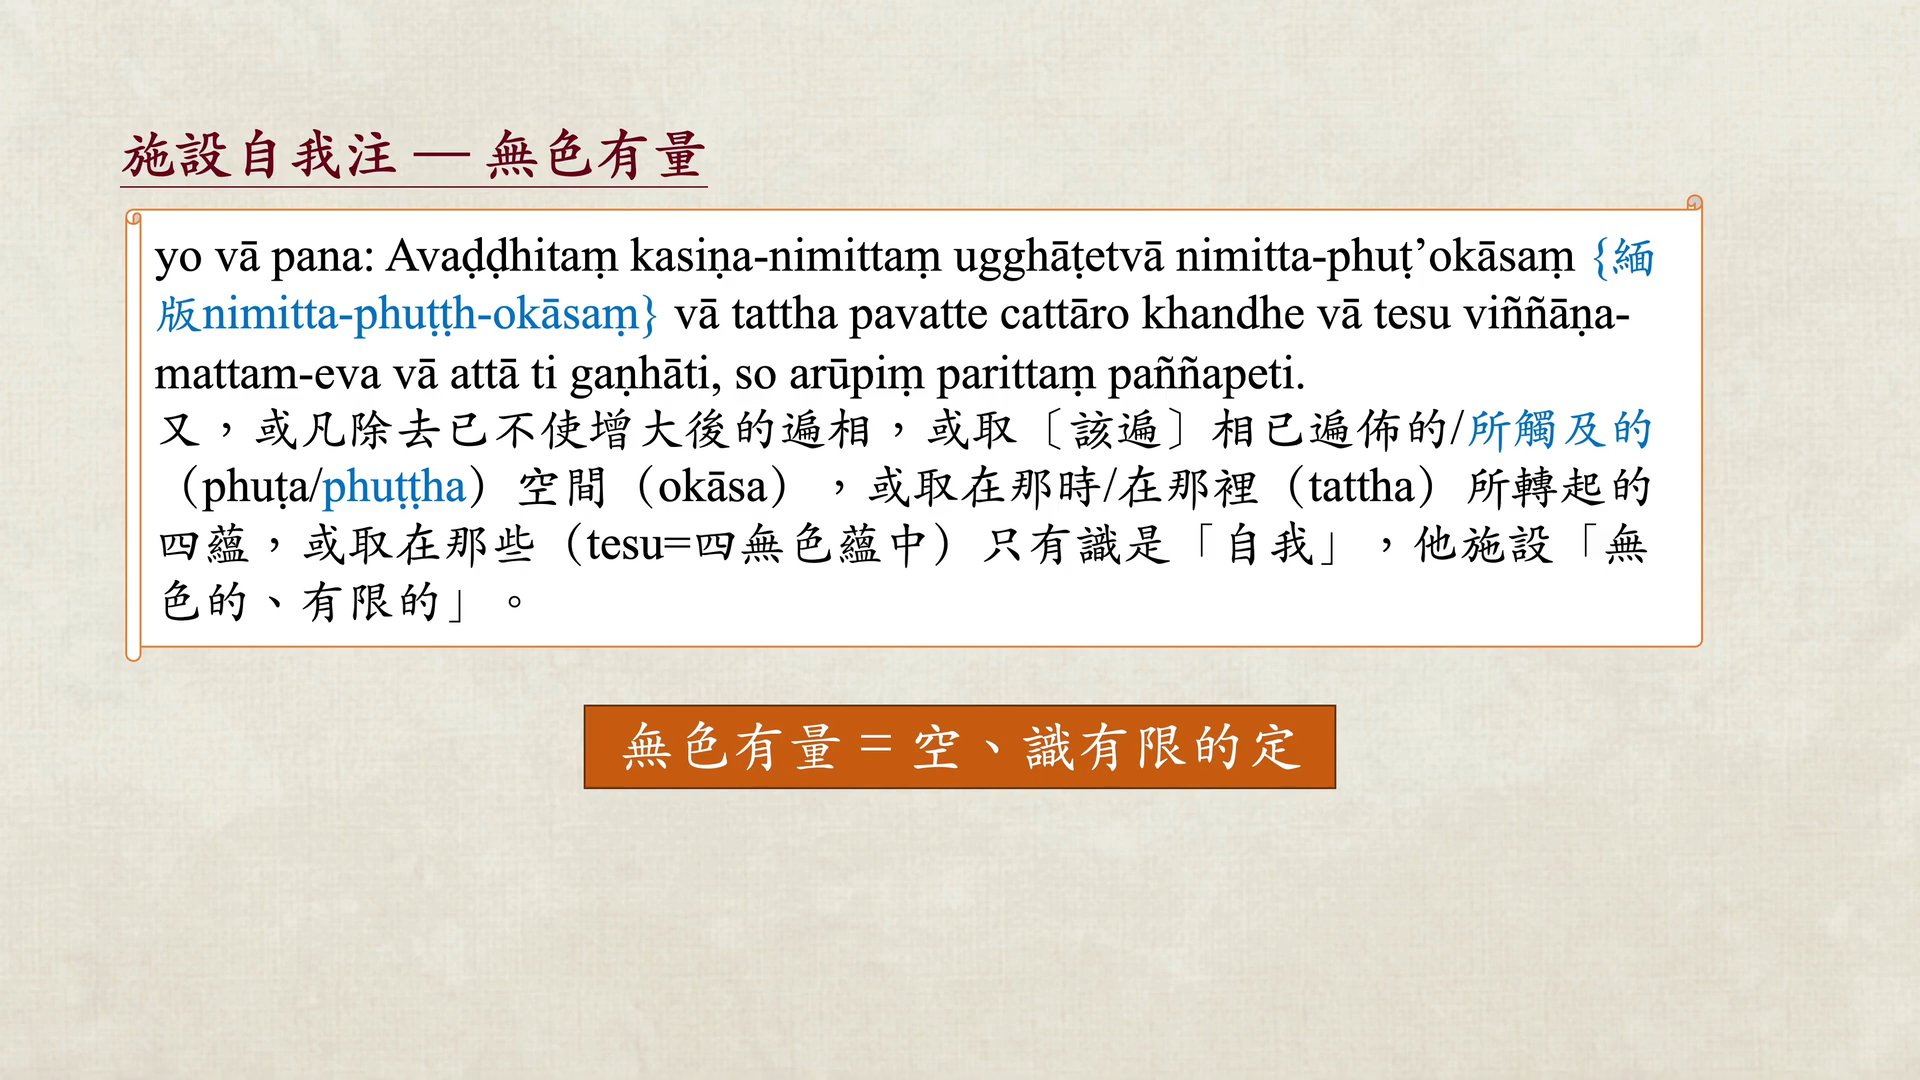 施設自我注 — 無色有量
yo vā pana: Avaḍḍhitaṃ kasiṇa-nimittaṃ ugghāṭetvā nimitta-phuṭ’okāsaṃ {緬
版nimitta-phuṭṭh-okāsaṃ} vā tattha pavatte cattāro khandhe vā tesu viññāṇa-
mattam-eva vā attā ti gaṇhāti, so arūpiṃ parittaṃ paññapeti.
又，或凡除去已不使增大後的遍相，或取〔該遍〕相已遍佈的/所觸及的
（phuṭa/phuṭṭha）空間（okāsa），或取在那時/在那裡（tattha）所轉起的
四蘊，或取在那些（tesu=四無色蘊中）只有識是「自我」，他施設「無
色的、有限的」。
無色有量 = 空、識有限的定